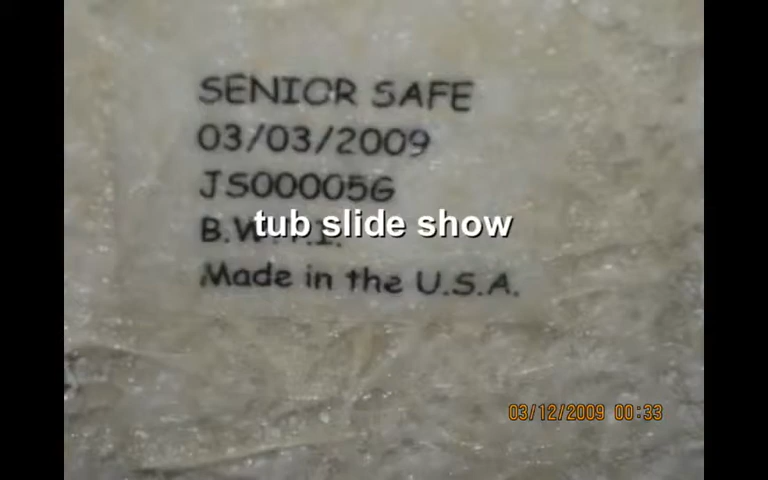 SENIOR SAFE
03/03/2009
JS00005G
tub slide show
Made in the U.S.A.
03/12/2009 00:33